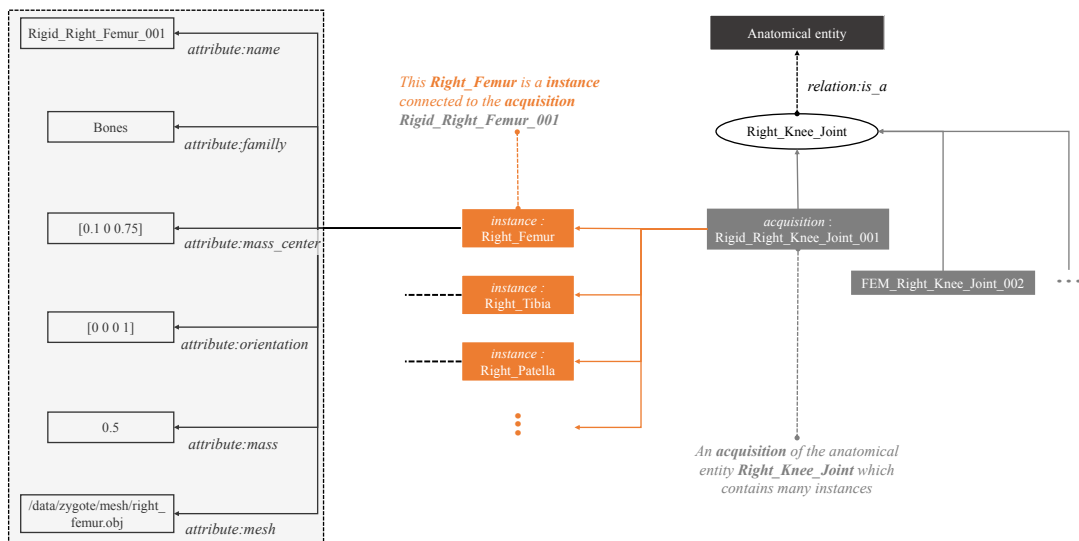 Rigid_Right_Femur_001
attribute:name
Bones
attribute:familly
[0.1 0 0.75]
attribute:mass_center
[0 0 0 1]
attribute:orientation
0.5
attribute:mass
/data/zygote/mesh/right_
femur.obj
attribute:mesh
This Right_Femur is a instance
connected to the acquisition
Rigid_Right_Femur_001
instance :
Right_Femur
instance :
Right_Tibia
instance :
Right_Patella
Anatomical entity
relation:is_a
Right_Knee_Joint
acquisition :
Rigid_Right_Knee_Joint_001
FEM_Right_Knee_Joint_002
An acquisition of the anatomical
entity Right_Knee_Joint which
contains many instances